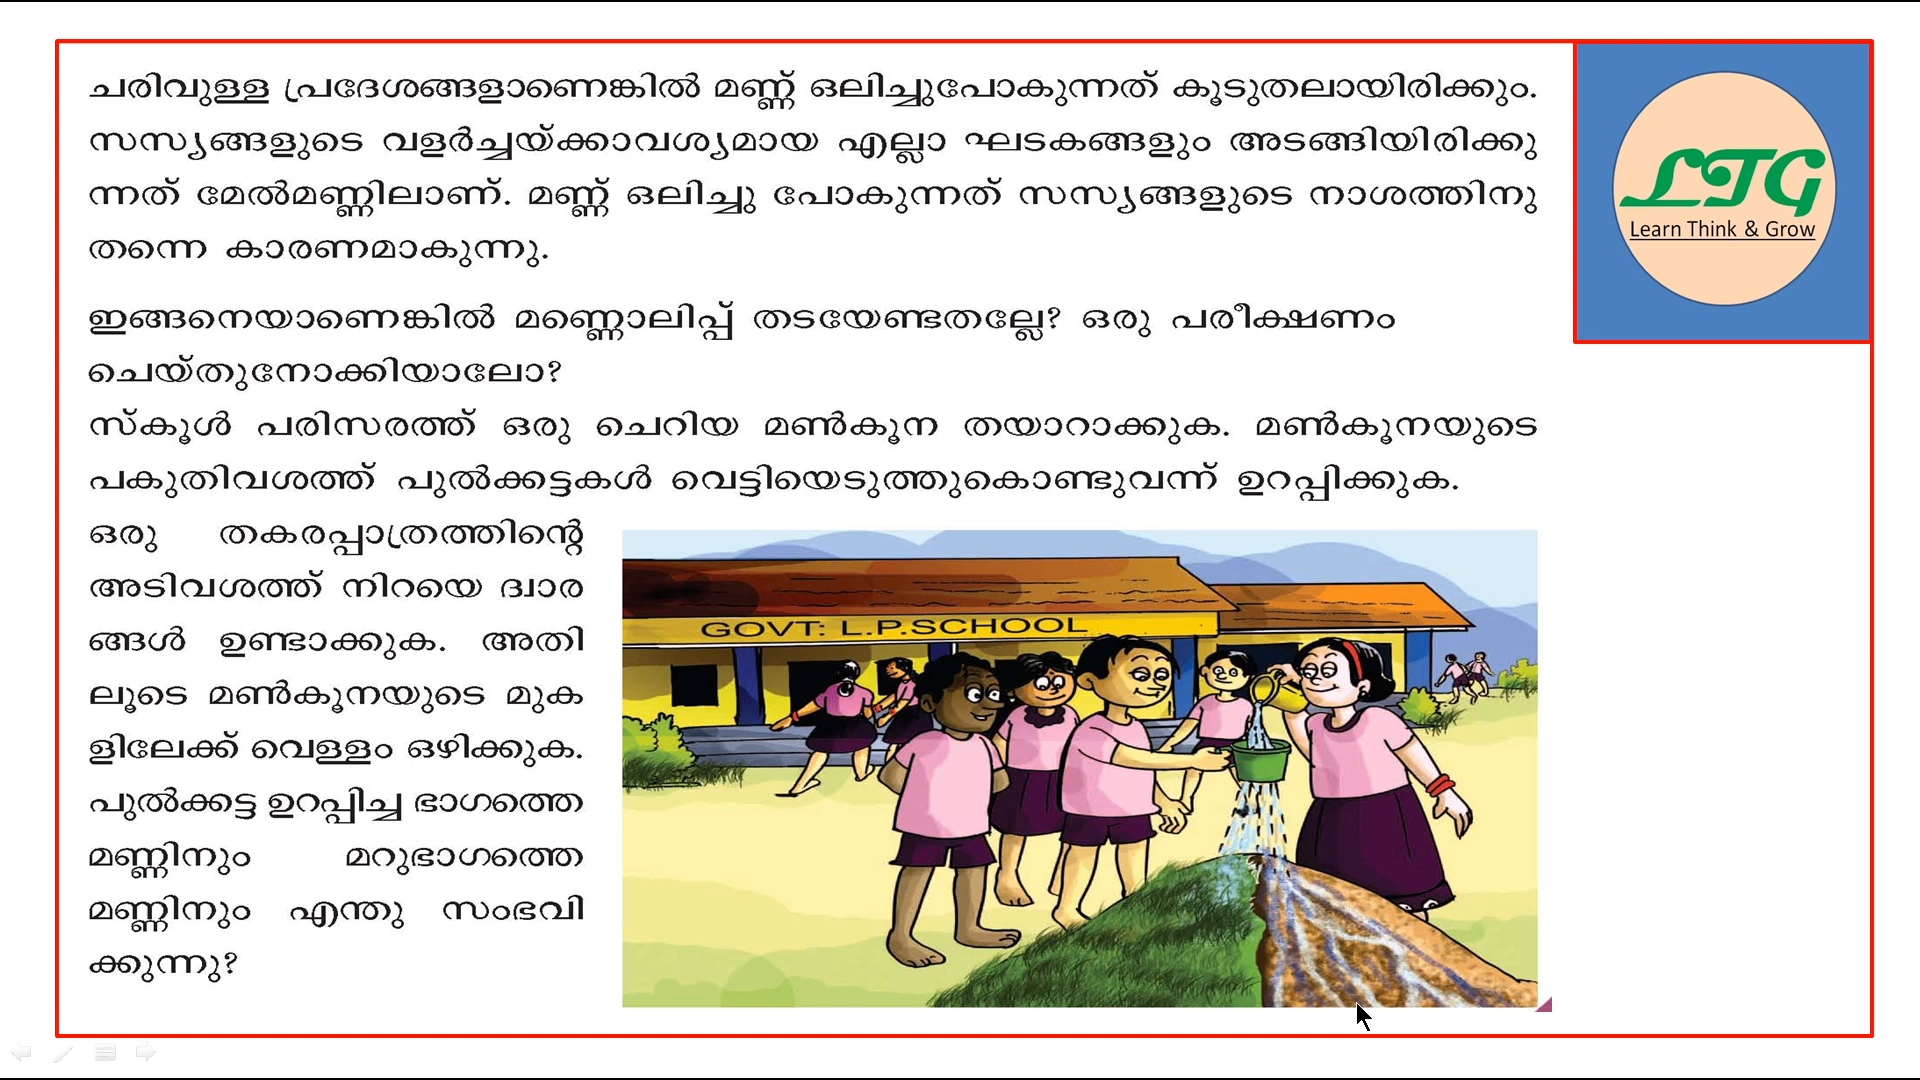 ചരിവുള്ള പ്രദേശങ്ങളാണെങ്കിൽ മണ്ണ് ഒലിച്ചുപോകുന്നത് കൂടുതലായിരിക്കും.
സസ്യങ്ങളുടെ വളർച്ചയ്ക്കാവശ്യമായ എല്ലാ ഘടകങ്ങളും അടങ്ങിയിരിക്കു
ന്നത് മേൽമണ്ണിലാണ്. മണ്ണ് ഒലിച്ചു പോകുന്നത് സസ്യങ്ങളുടെ നാശത്തിനു
തന്നെ കാരണമാകുന്നു.
ഇങ്ങനെയാണെങ്കിൽ മണ്ണൊലിപ്പ് തടയേണ്ടതല്ലേ? ഒരു പരീക്ഷണം
ചെയ്തുനോക്കിയാലോ?
സ്കൂൾ പരിസരത്ത് ഒരു ചെറിയ മൺകൂന തയാറാക്കുക. മൺകൂനയുടെ
പകുതിവശത്ത് പുൽക്കട്ടകൾ വെട്ടിയെടുത്തുകൊണ്ടുവന്ന് ഉറപ്പിക്കുക.
ഒരു തകരപ്പാത്രത്തിന്റെ
അടിവശത്ത് നിറയെ ദ്വാര
ങ്ങൾ ഉണ്ടാക്കുക. അതി
ലൂടെ മൺകൂനയുടെ മുക
ളിലേക്ക് വെള്ളം ഒഴിക്കുക.
പുൽക്കട്ട ഉറപ്പിച്ച ഭാഗത്തെ
മണ്ണിനും മറുഭാഗത്തെ
മണ്ണിനും എന്തു സംഭവി
ക്കുന്നു?
GOVT: L.P.SCHOOL
LTG
Learn Think & Grow